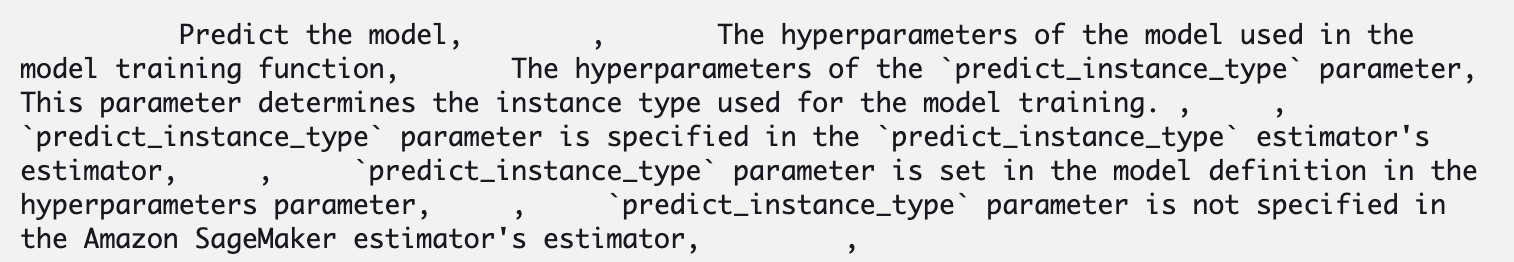 Predict the model,        ,       The hyperparameters of the model used in the
model training function,       The hyperparameters of the `predict_instance_type` parameter,
This parameter determines the instance type used for the model training. ,     ,
`predict_instance_type` parameter is specified in the `predict_instance_type` estimator's
estimator,     ,     `predict_instance_type` parameter is set in the model definition in the
hyperparameters parameter,     ,     `predict_instance_type` parameter is not specified in
the Amazon SageMaker estimator's estimator,         ,